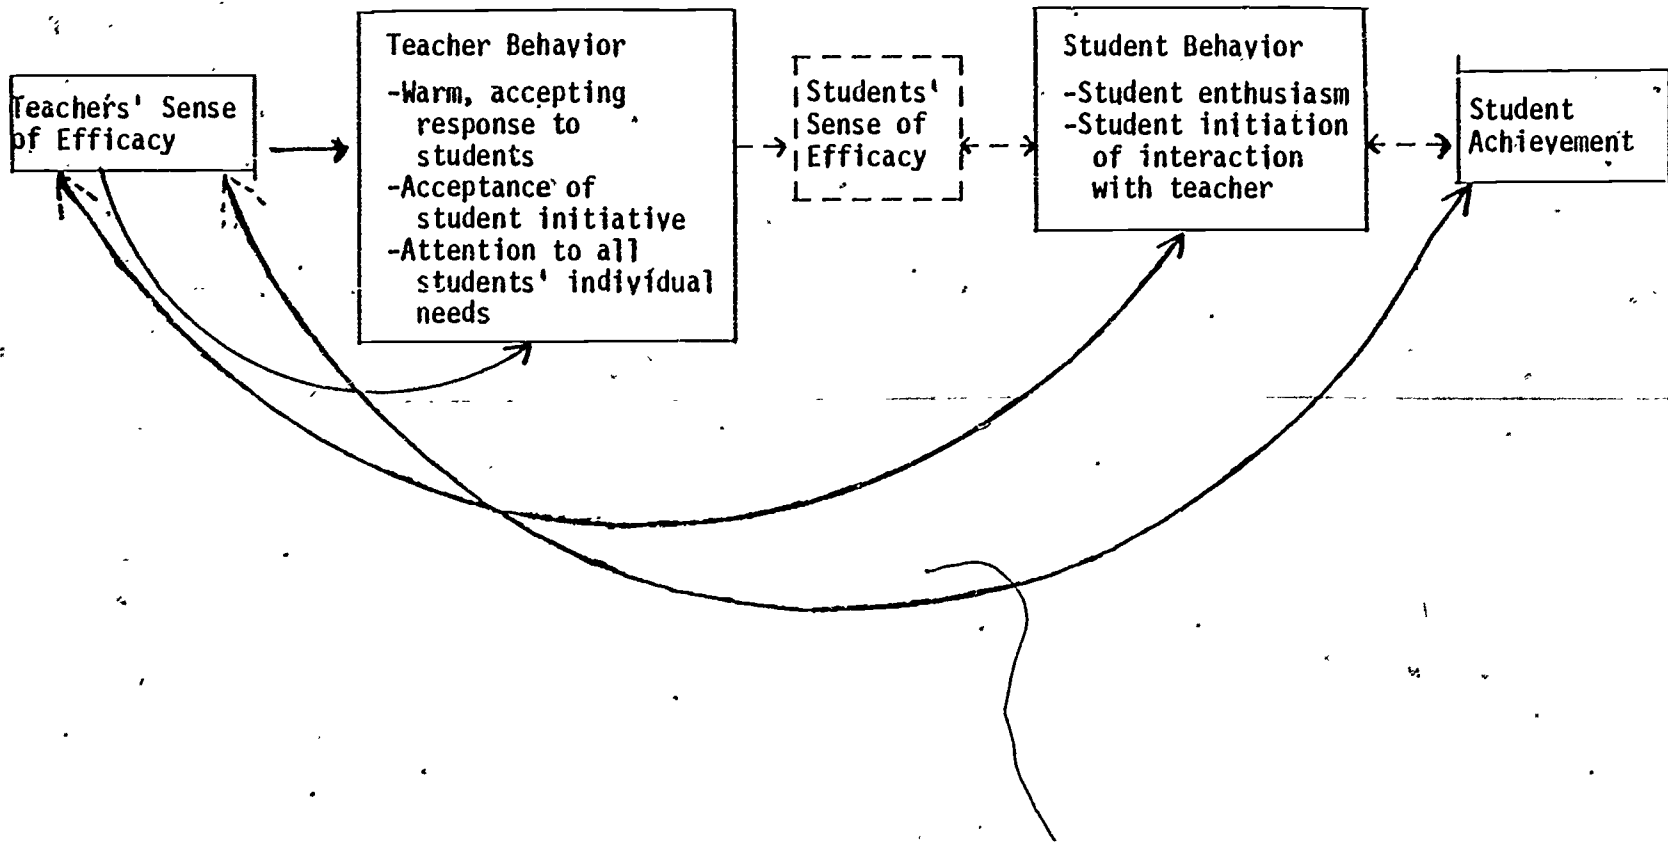 Teachers' Sense
of Efficacy
Teacher Behavior
-Warm, accepting
response to
students
-Acceptance of
student initiative
-Attention to all
students' individual
needs
Students'
Sense of
Efficacy
Student Behavior
-Student enthusiasm
-Student initiation
of interaction
with teacher
Student
Achievement